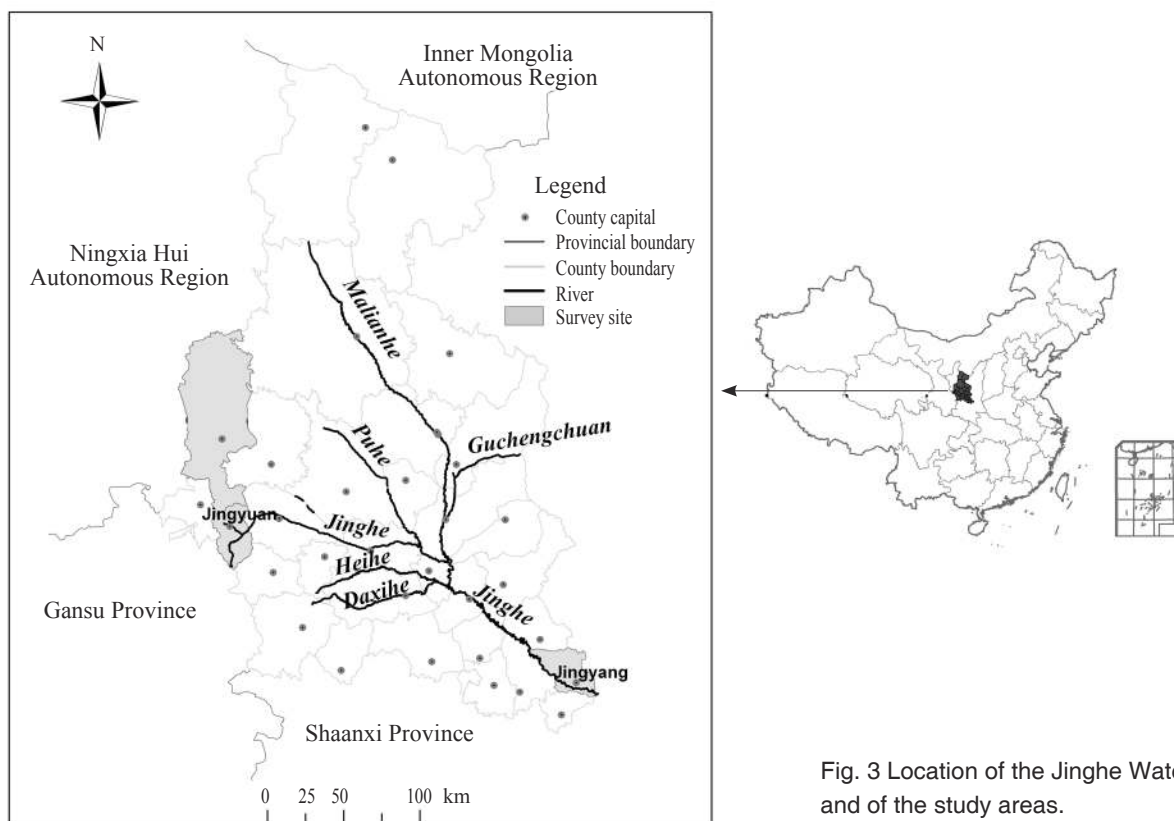 N
Inner Mongolia
Autonomous Region
Legend
County capital
Provincial boundary
County boundary
River
Survey site
Ningxia Hui
Autonomous Region
Malianhe
Puhe
Guchengchuan
Jingyuan
Jinghe
Heihe
Daxihe
Jinghe
Gansu Province
Jingyang
Shaanxi Province
0 25 50 100 km
Fig. 3 Location of the Jinghe Wate
and of the study areas.